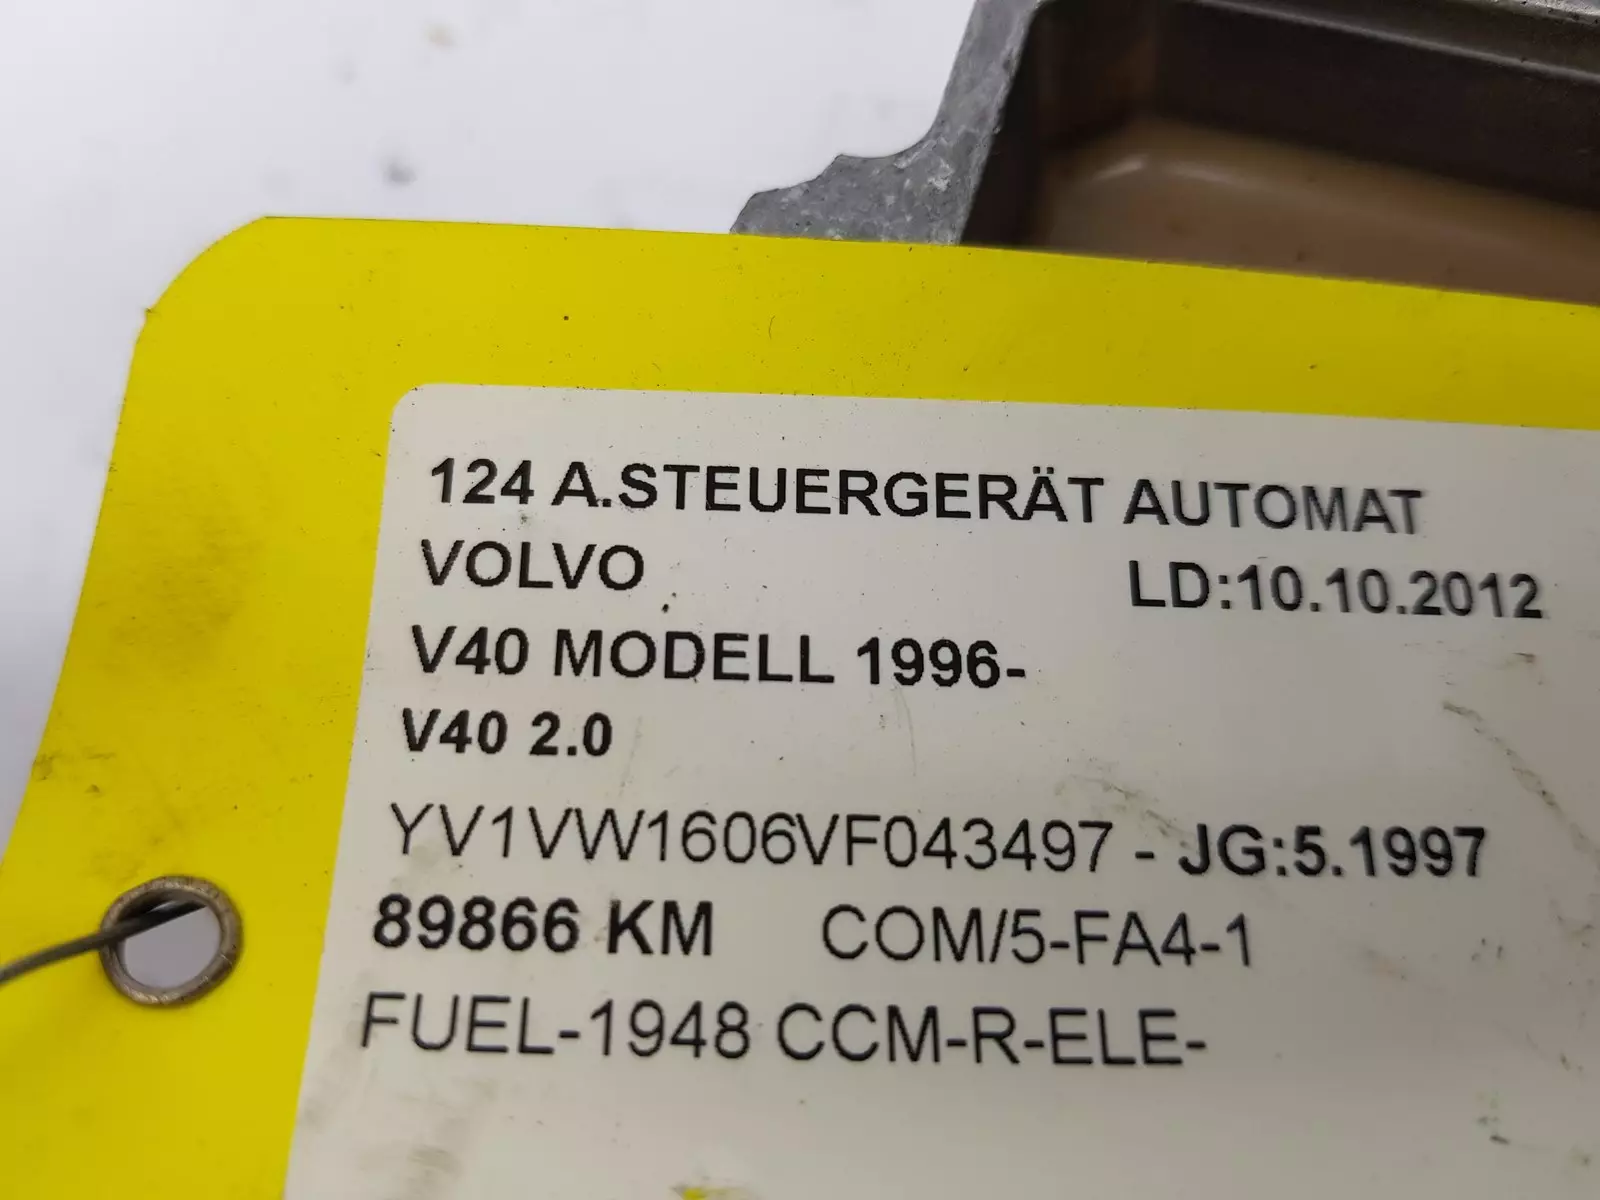 124 A.STEUERGERÄT AUTOMAT
VOLVO LD:10.10.2012
V40 MODELL 1996-
V40 2.0
YV1VW1606VF043497 - JG:5.1997
89866 KM COM/5-FA4-1
FUEL-1948 CCM-R-ELE-